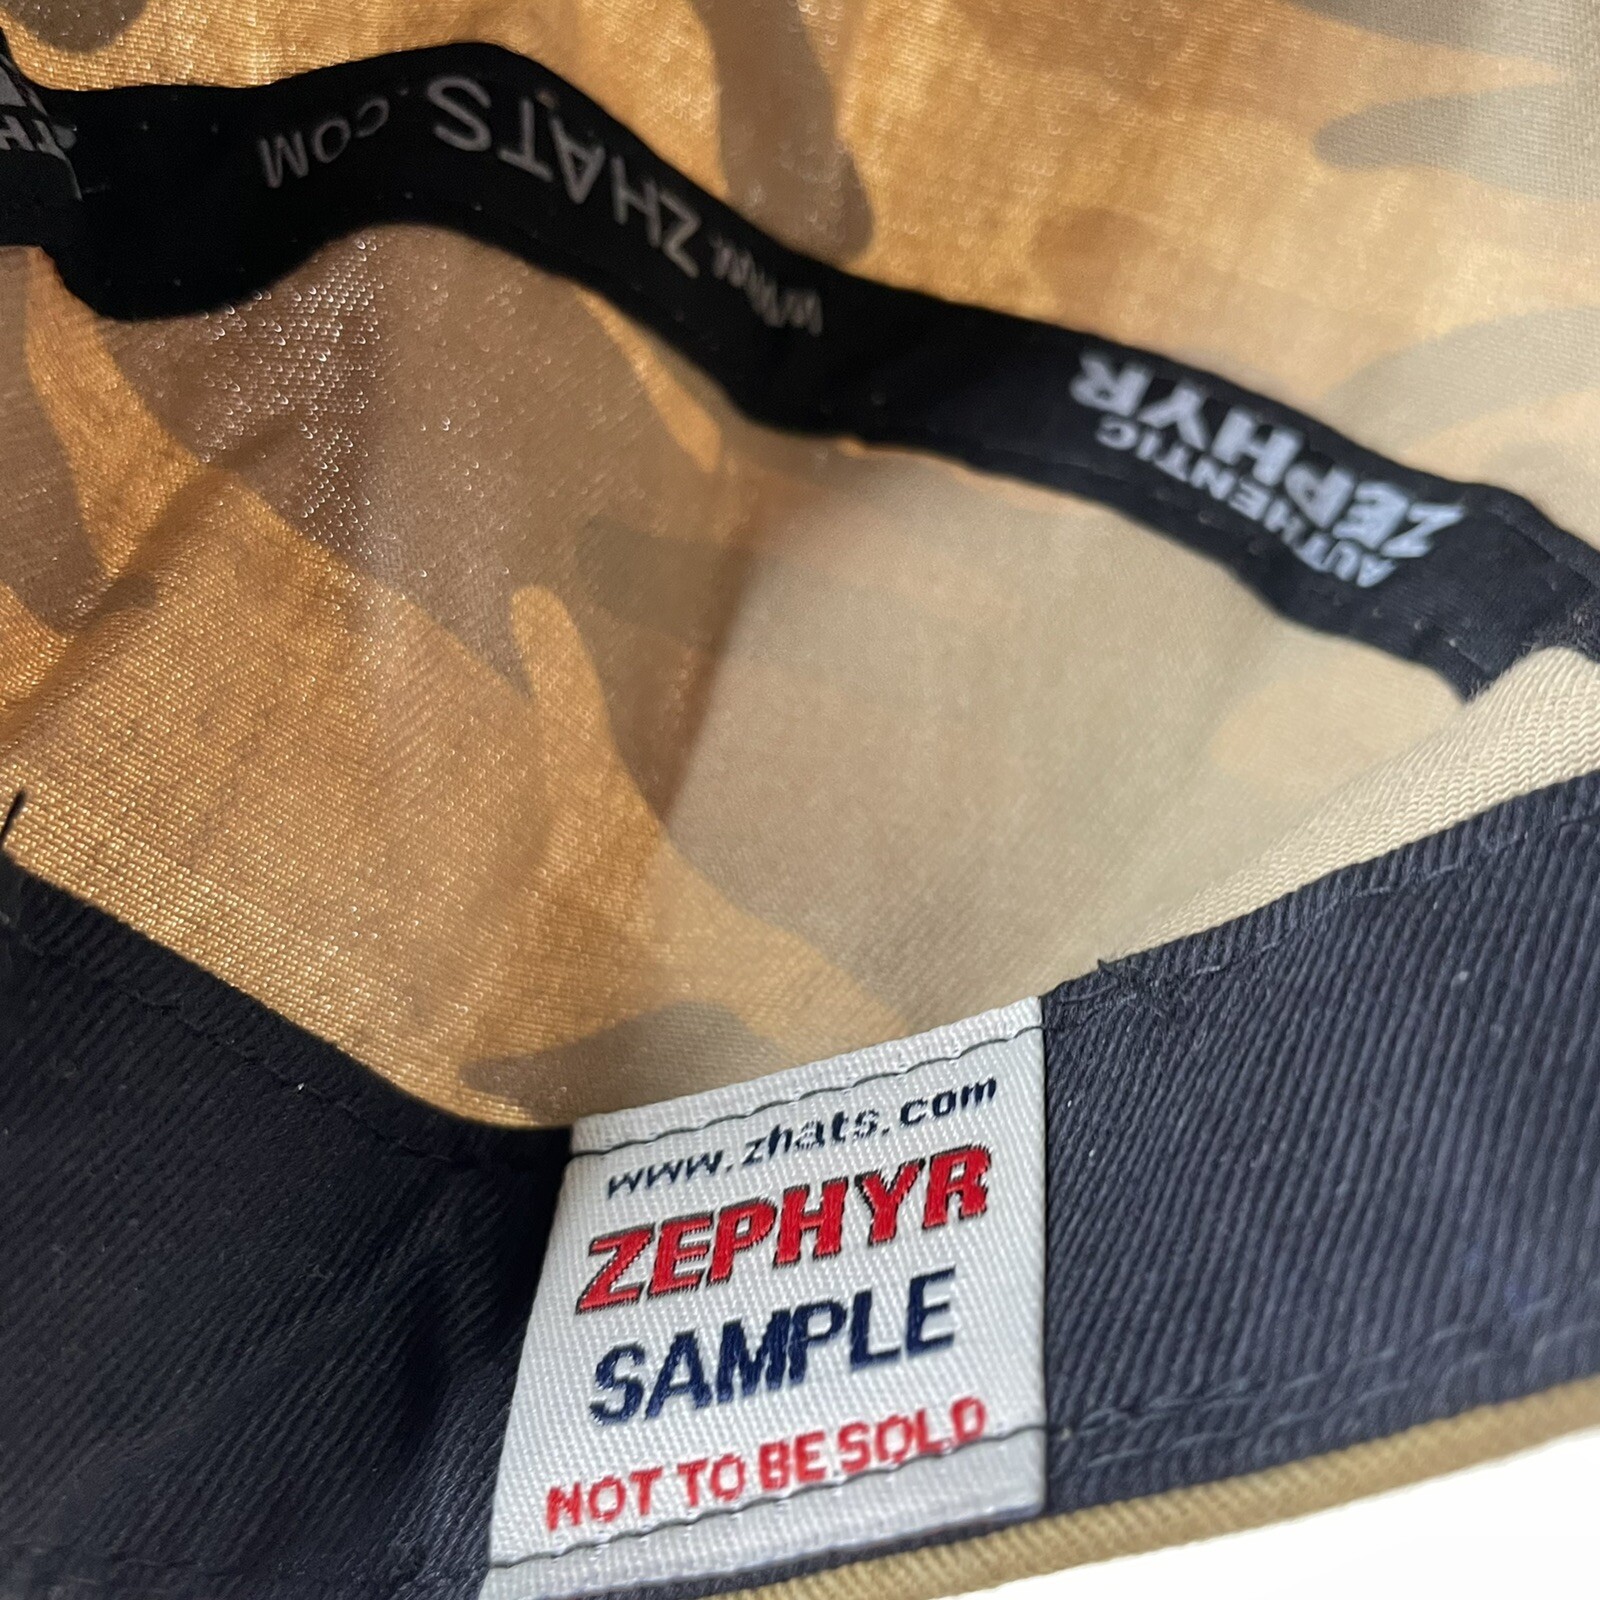 www.ZHATS.COM
AUTHENTIC
ZEPHYR
www.zhats.com
ZEPHYR
SAMPLE
NOT TO BE SOLD